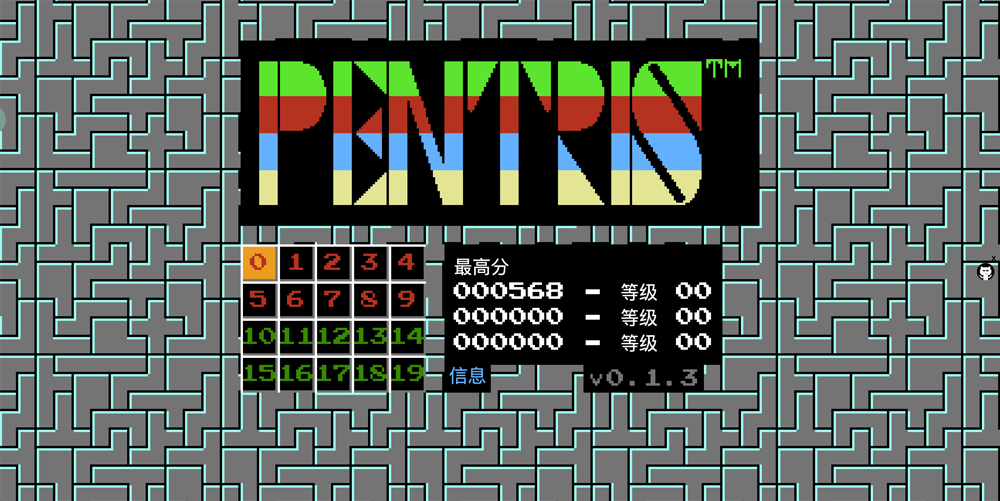 PENTRIS™
0 1 2 3 4
5 6 7 8 9
10 11 12 13 14
15 16 17 18 19
最高分
000568 - 等级 00
000000 - 等级 00
000000 - 等级 00
信息
v0.1.3
x